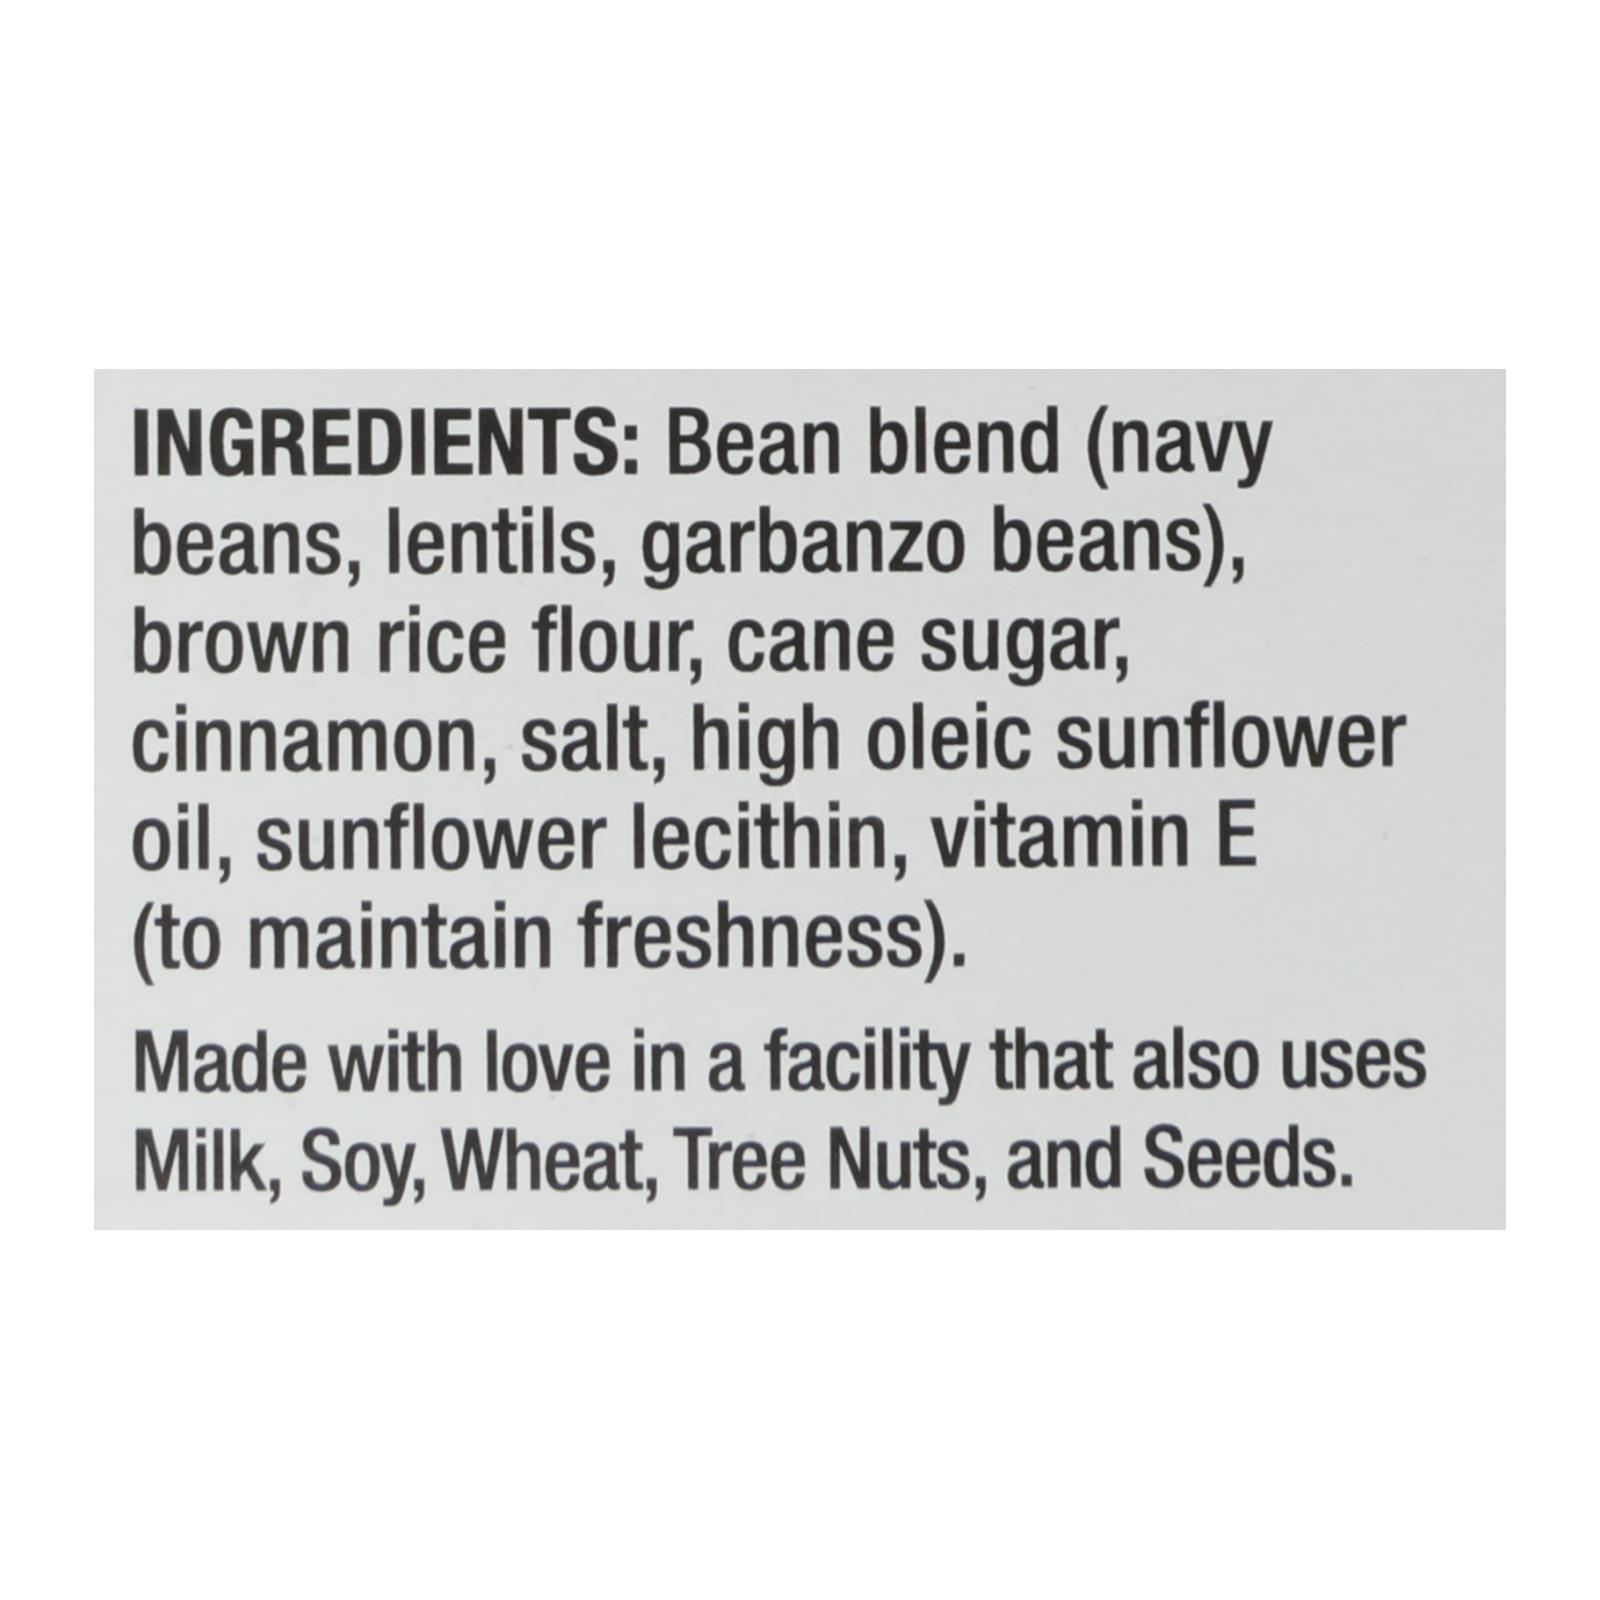 INGREDIENTS: Bean blend (navy
beans, lentils, garbanzo beans),
brown rice flour, cane sugar,
cinnamon, salt, high oleic sunflower
oil, sunflower lecithin, vitamin E
(to maintain freshness).
Made with love in a facility that also uses
Milk, Soy, Wheat, Tree Nuts, and Seeds.